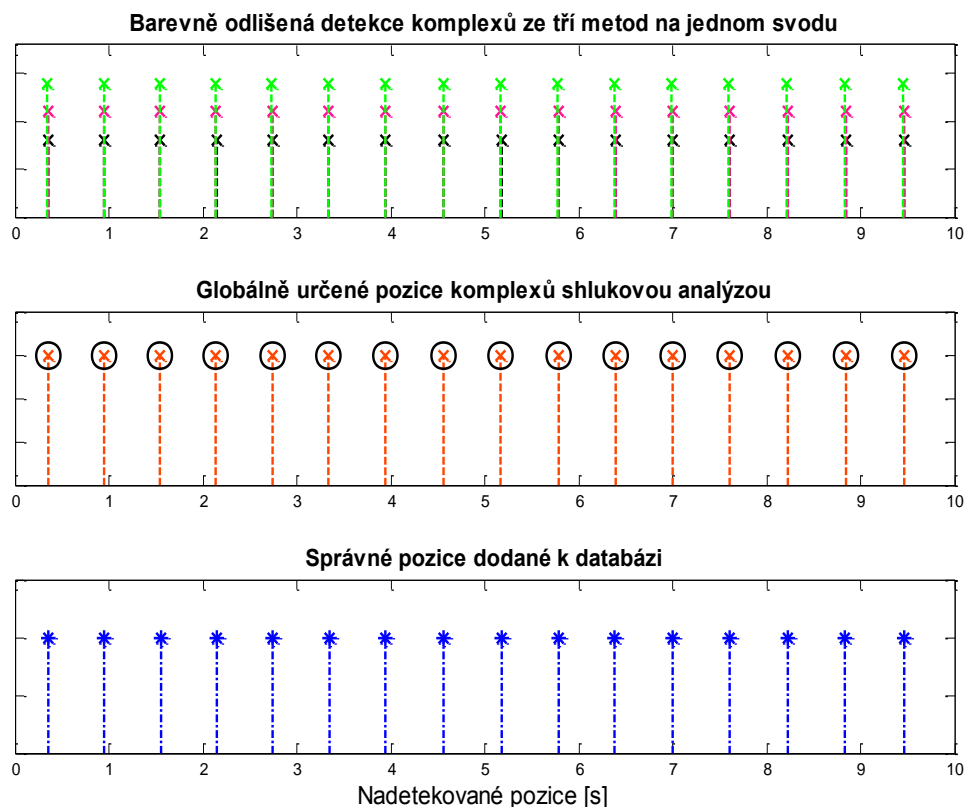 Barevně odlišená detekce komplexů ze tří metod na jednom svodu
0 1 2 3 4 5 6 7 8 9 10
Globálně určené pozice komplexů shlukovou analýzou
0 1 2 3 4 5 6 7 8 9 10
Správné pozice dodané k databázi
0 1 2 3 4 5 6 7 8 9 10
Nadetekované pozice [s]